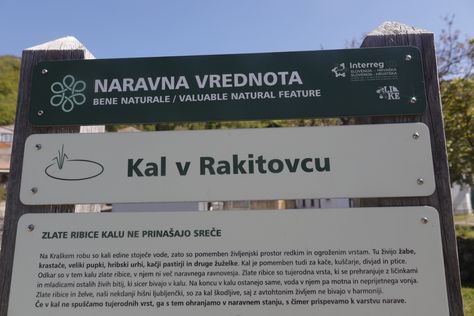 NARAVNA VREDNOTA
BENE NATURALE / VALUABLE NATURAL FEATURE
Interreg
SLOVENIJA - HRVAŠKA
SLOVENIJA - HRVATSKA
LIKE
Kal v Rakitovcu
ZLATE RIBICE KALU NE PRINAŠAJO SREČE
Na Kraškem robu so kali edine stoječe vode, zato so pomemben življenjski prostor redkim in ogroženim vrstam. Tu živijo žabe,
krastače, veliki pupki, hribski urhi, kačji pastirji in druge žuželke. Kal je pomemben tudi za kače, kuščarje, divjad in ptice.
Odkar so v tem kalu zlate ribice, v njem ni več naravnega ravnovesja. Zlate ribice so tujerodna vrsta, ki se prehranjuje z ličinkami
in mladicami ostalih živih bitij, ki sicer bivajo v kalu. Na koncu v kalu ostanejo same, voda v njem pa motna in neprijetnega vonja.
Zlate ribice in želve, naši nekdanji hišni ljubljenčki, so za kal škodljive, saj z avtohtonim življem ne bivajo v harmoniji.
Če v kal ne spuščamo tujerodnih vrst, ga s tem ohranjamo v naravnem stanju, s čimer prispevamo k varstvu narave.